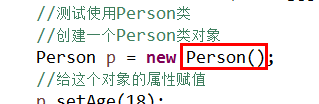 //测试使用Person类
//创建一个Person类对象
Person p = new Person();
//给这个对象的属性赋值
p.setAge(18);